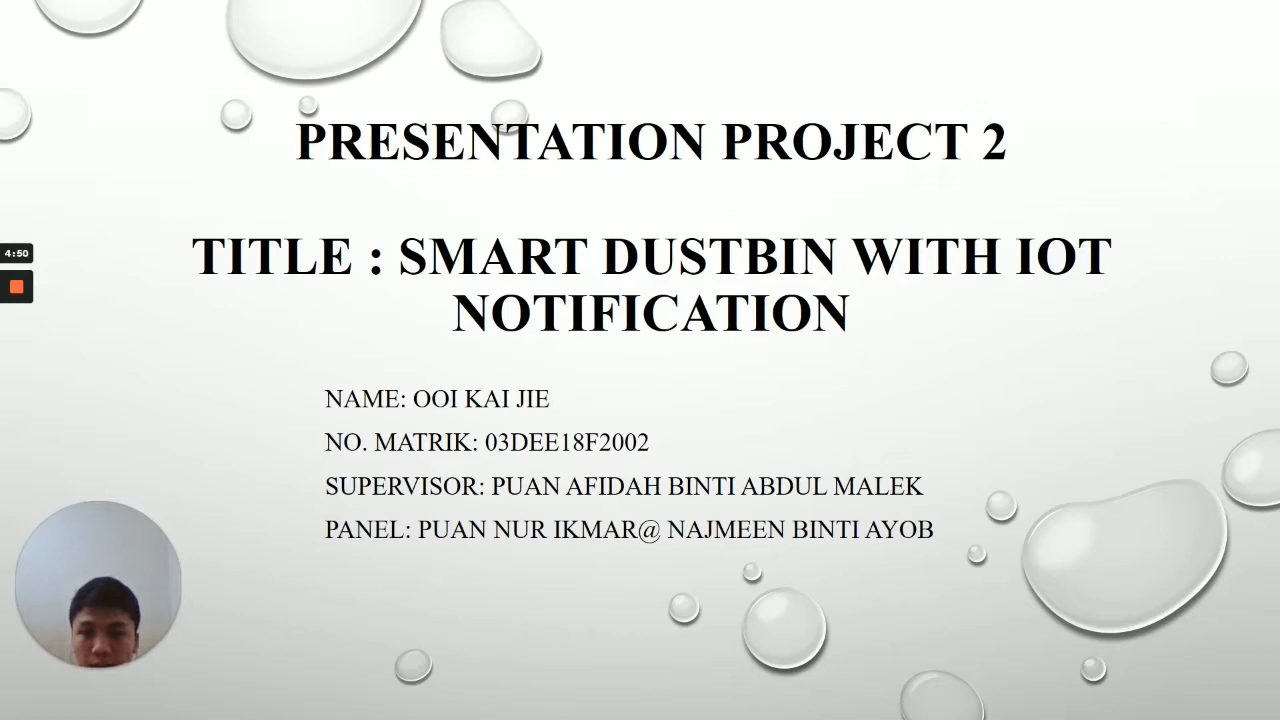 PRESENTATION PROJECT 2
TITLE : SMART DUSTBIN WITH IOT
NOTIFICATION
4:50
NAME: OOI KAI JIE
NO. MATRIK: 03DEE18F2002
SUPERVISOR: PUAN AFIDAH BINTI ABDUL MALEK
PANEL: PUAN NUR IKMAR@ NAJMEEN BINTI AYOB